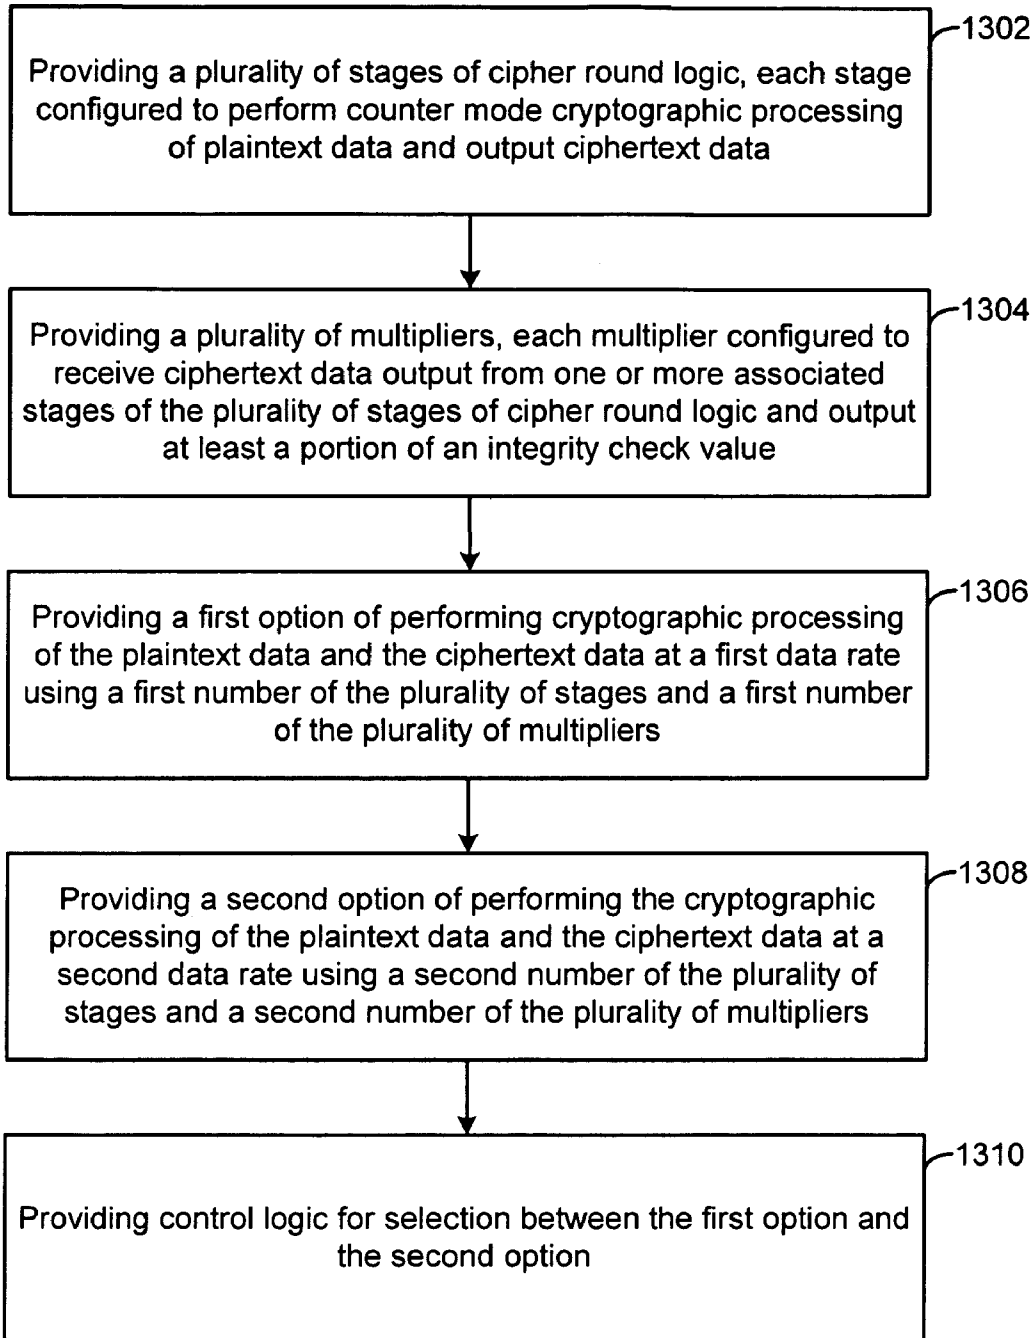 1302
Providing a plurality of stages of cipher round logic, each stage
configured to perform counter mode cryptographic processing
of plaintext data and output ciphertext data
1304
Providing a plurality of multipliers, each multiplier configured to
receive ciphertext data output from one or more associated
stages of the plurality of stages of cipher round logic and output
at least a portion of an integrity check value
1306
Providing a first option of performing cryptographic processing
of the plaintext data and the ciphertext data at a first data rate
using a first number of the plurality of stages and a first number
of the plurality of multipliers
1308
Providing a second option of performing the cryptographic
processing of the plaintext data and the ciphertext data at a
second data rate using a second number of the plurality of
stages and a second number of the plurality of multipliers
1310
Providing control logic for selection between the first option and
the second option